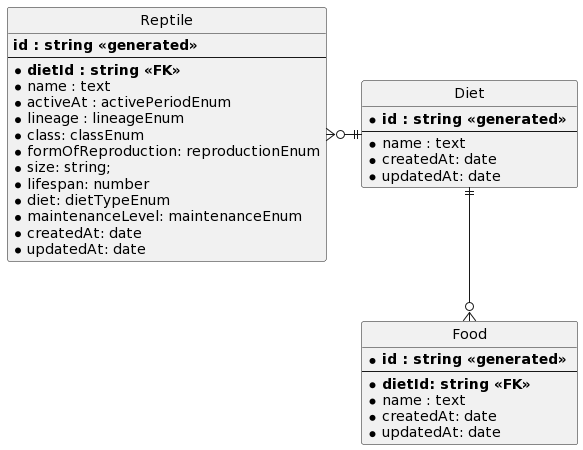 Reptile
id : string «generated»
dietId : string «FK»
name : text
activeAt : activePeriodEnum
lineage : lineageEnum
class: classEnum
formOfReproduction: reproductionEnum
size: string;
lifespan: number
diet: dietTypeEnum
maintenanceLevel: maintenanceEnum
createdAt: date
updatedAt: date
Diet
id : string «generated»
name : text
createdAt: date
updatedAt: date
Food
id : string «generated»
dietId: string «FK»
name : text
createdAt: date
updatedAt: date